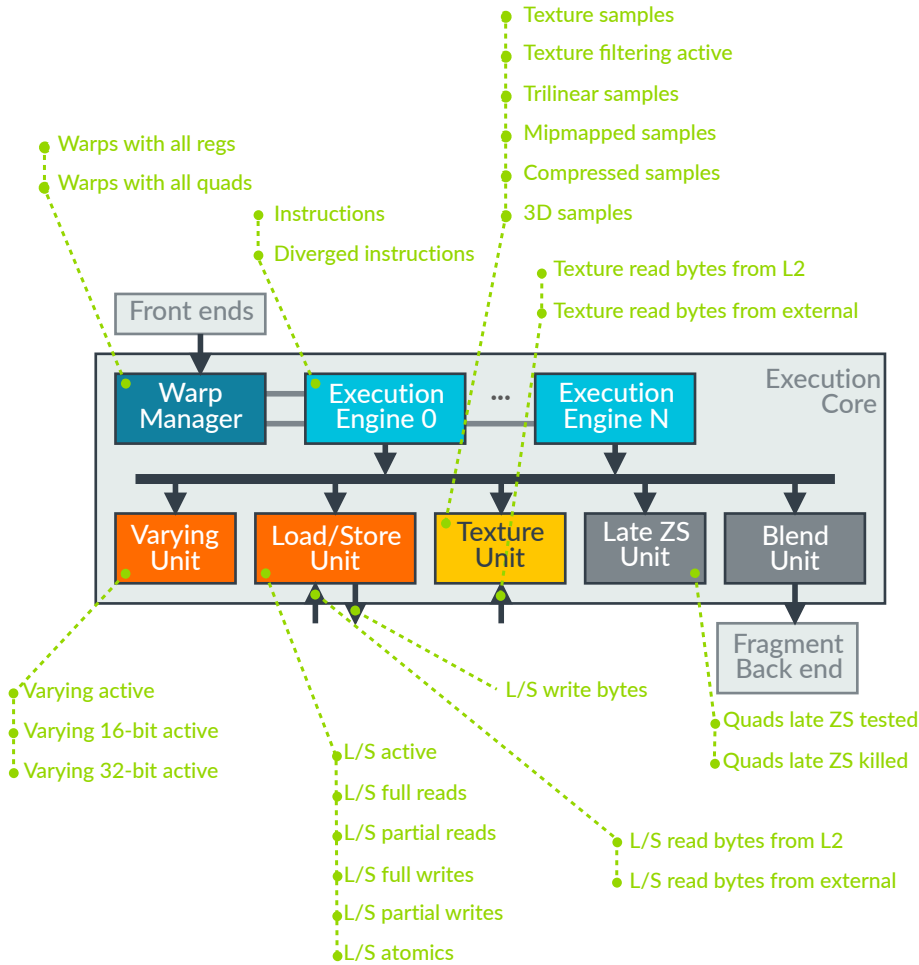 Texture samples
Texture filtering active
Trilinear samples
Mipmapped samples
Compressed samples
3D samples
Warps with all regs
Warps with all quads
Instructions
Diverged instructions
Texture read bytes from L2
Texture read bytes from external
Front ends
Execution
Core
Warp
Manager
Execution
Engine 0
...
Execution
Engine N
Varying
Unit
Load/Store
Unit
Texture
Unit
Late ZS
Unit
Blend
Unit
Fragment
Back end
Varying active
Varying 16-bit active
Varying 32-bit active
L/S write bytes
Quads late ZS tested
Quads late ZS killed
L/S active
L/S full reads
L/S partial reads
L/S full writes
L/S partial writes
L/S atomics
L/S read bytes from L2
L/S read bytes from external